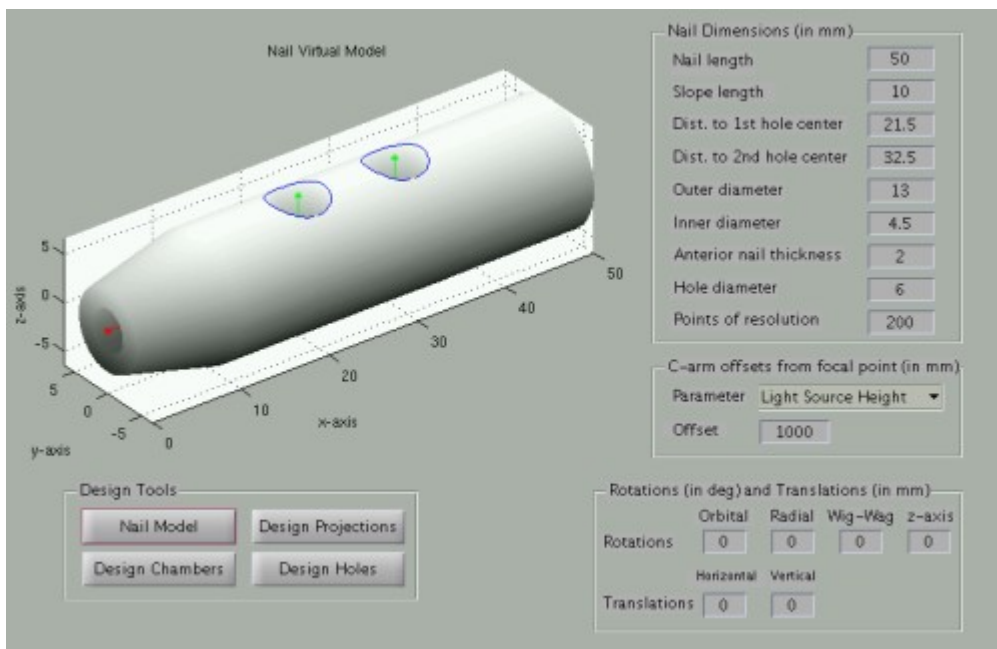 Nail Virtual Model
5
0
-5
z-axis
5
0
-5
y-axis
0
10
20
30
40
50
x-axis
Nail Dimensions (in mm)
Nail length 50
Slope length 10
Dist. to 1st hole center 21.5
Dist. to 2nd hole center 32.5
Outer diameter 13
Inner diameter 4.5
Anterior nail thickness 2
Hole diameter 6
Points of resolution 200
C-arm offsets from focal point (in mm)
Parameter Light Source Height
Offset 1000
Design Tools
Nail Model Design Projections
Design Chambers Design Holes
Rotations (in deg) and Translations (in mm)
Orbital Radial Wig-Wag z-axis
Rotations 0 0 0 0
Horizontal Vertical
Translations 0 0